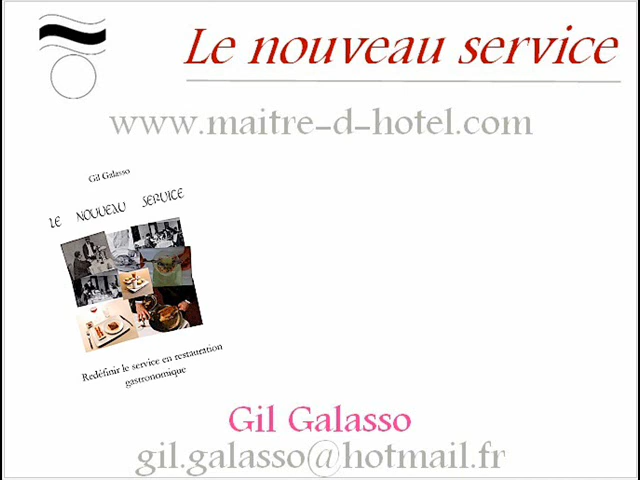 Le nouveau service
www.maitre-d-hotel.com
Gil Galasso
LE NOUVEAU SERVICE
Redéfinir le service en restauration
gastronomique
Gil Galasso
gil.galasso@hotmail.fr